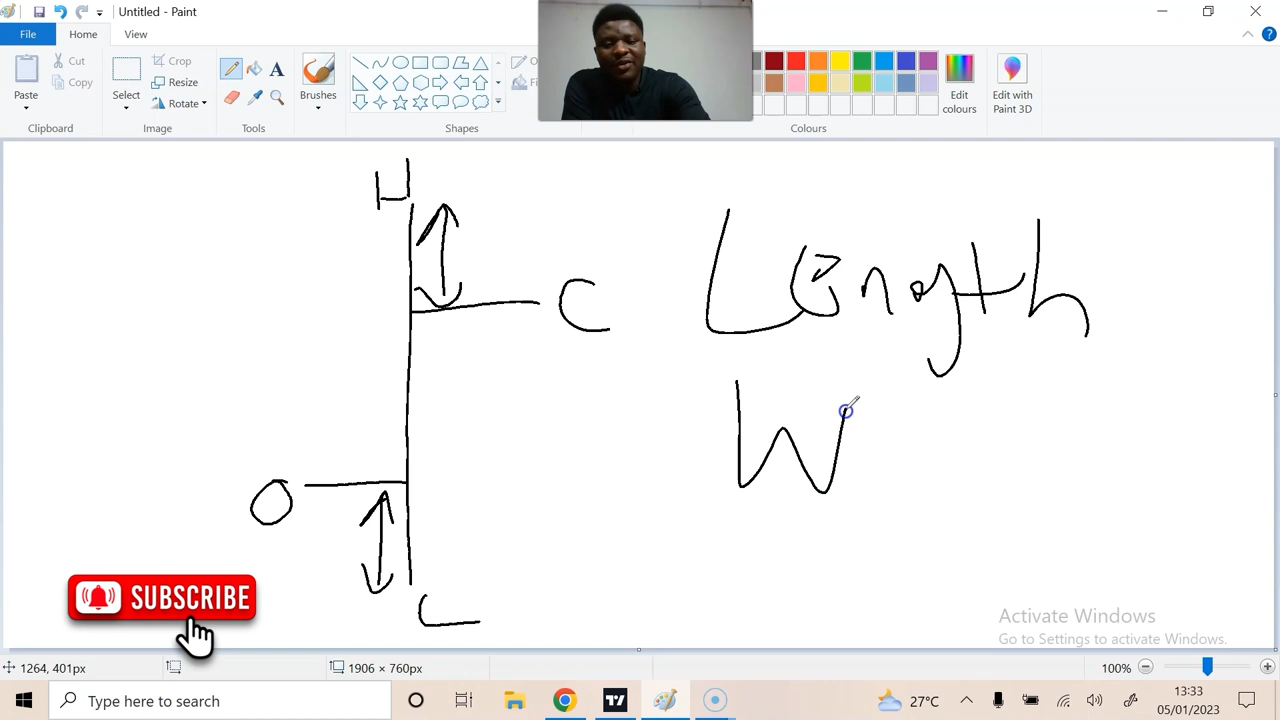 Untitled - Paint
File Home View
Paste
Cut
Copy
Clipboard
Select
Crop
Resize
Rotate
Image
A
Tools
Brushes
Shapes
Edit colours
Colours
Edit with Paint 3D
H
C
O
L
Length
W
SUBSCRIBE
Activate Windows
Go to Settings to activate Windows.
1264, 401px
1906 × 760px
100%
Type here to search
27°C
13:33
05/01/2023